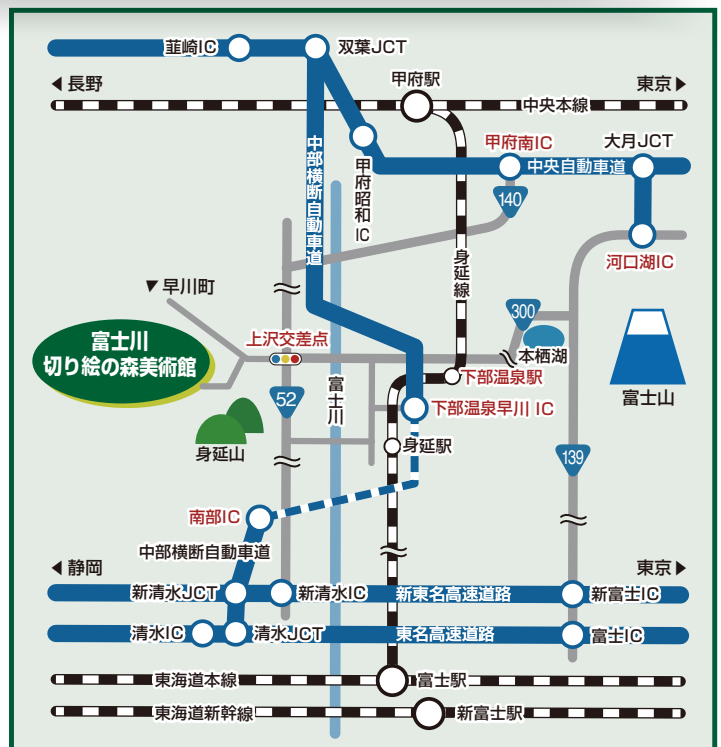 韮崎IC
双葉JCT
長野
甲府駅
東京
中央本線
甲府南IC
大月JCT
中央自動車道
中部横断自動車道
甲府昭和IC
140
身延線
河口湖IC
早川町
300
本栖湖
富士川
切り絵の森美術館
上沢交差点
下部温泉駅
富士山
52
富士川
下部温泉早川 IC
身延山
身延駅
139
南部IC
中部横断自動車道
静岡
東京
新清水JCT
新清水IC
新東名高速道路
新富士IC
清水IC
清水JCT
東名高速道路
富士IC
東海道本線
富士駅
東海道新幹線
新富士駅